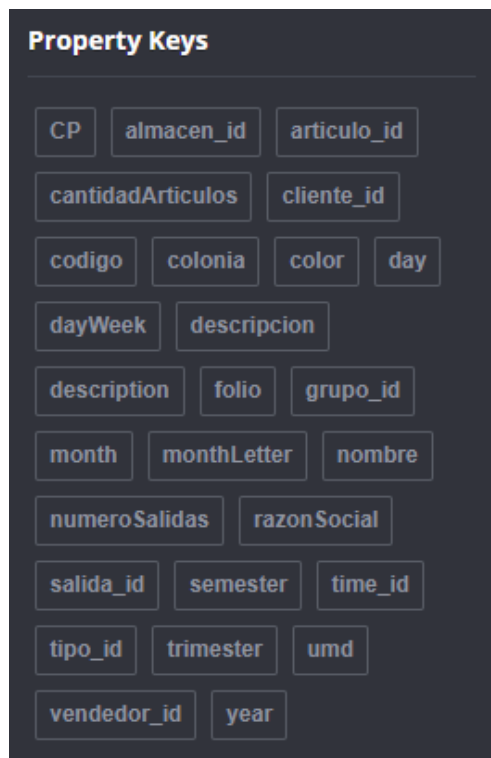 Property Keys
CP almacen_id articulo_id
cantidadArticulos cliente_id
codigo colonia color day
dayWeek descripcion
description folio grupo_id
month monthLetter nombre
numeroSalidas razonSocial
salida_id semester time_id
tipo_id trimester umd
vendedor_id year